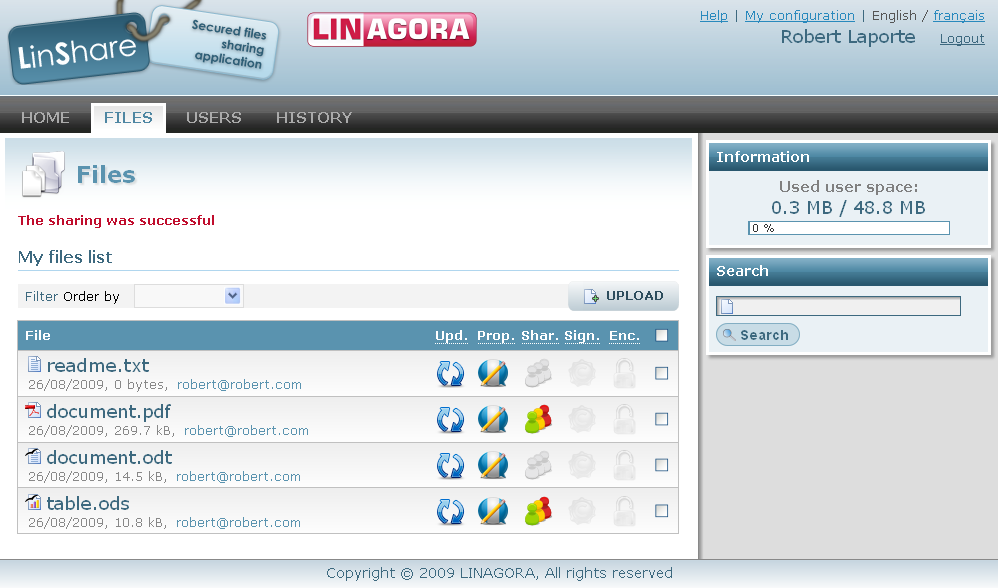 LinShare
Secured files
sharing
application
LINAGORA
Help | My configuration | English / français
Robert Laporte Logout
HOME FILES USERS HISTORY
Files
The sharing was successful
My files list
Filter Order by
UPLOAD
File Upd. Prop. Shar. Sign. Enc.
readme.txt
26/08/2009, 0 bytes, robert@robert.com
document.pdf
26/08/2009, 269.7 kB, robert@robert.com
document.odt
26/08/2009, 14.5 kB, robert@robert.com
table.ods
26/08/2009, 10.8 kB, robert@robert.com
Information
Used user space:
0.3 MB / 48.8 MB
0 %
Search
Search
Copyright © 2009 LINAGORA, All rights reserved